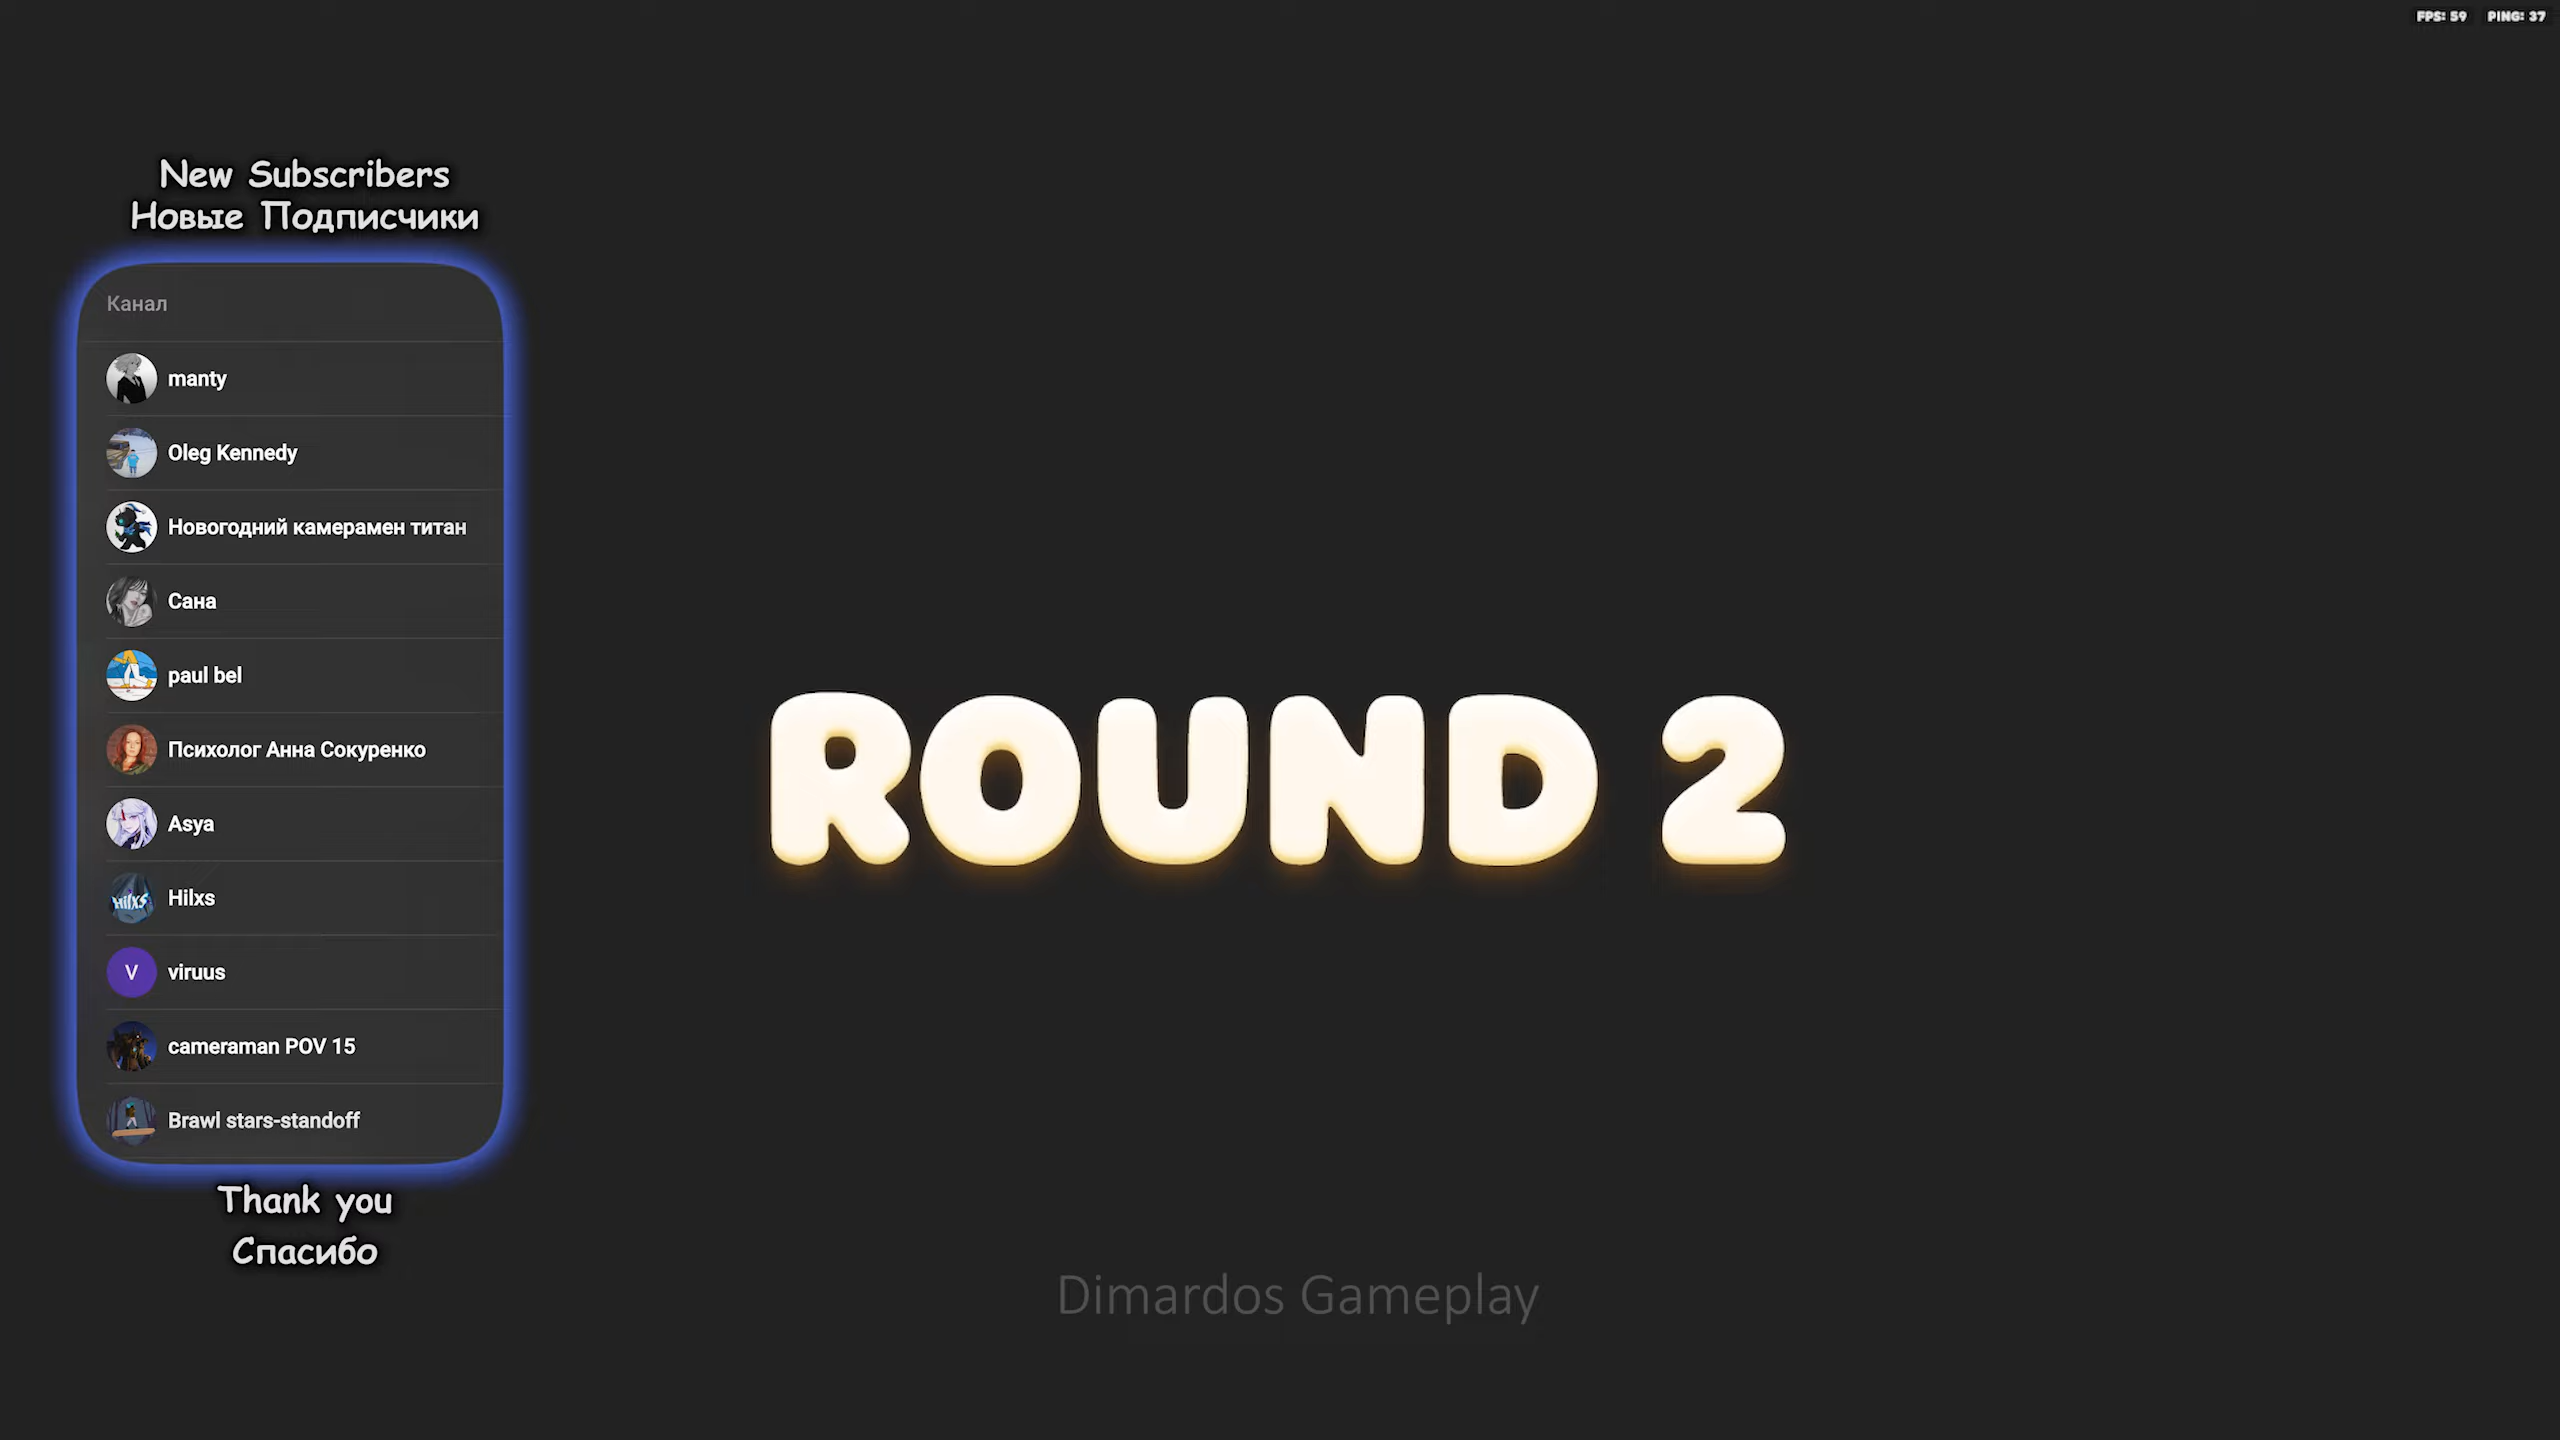 FPS: 59 PING: 37
New Subscribers
Новые Подписчики
Канал
manty
Oleg Kennedy
Новогодний камерамен титан
Сана
paul bel
Психолог Анна Сокуренко
Asya
Hilxs
Hilxs
V
viruus
cameraman POV 15
Brawl stars-standoff
Thank you
Спасибо
ROUND 2
Dimardos Gameplay